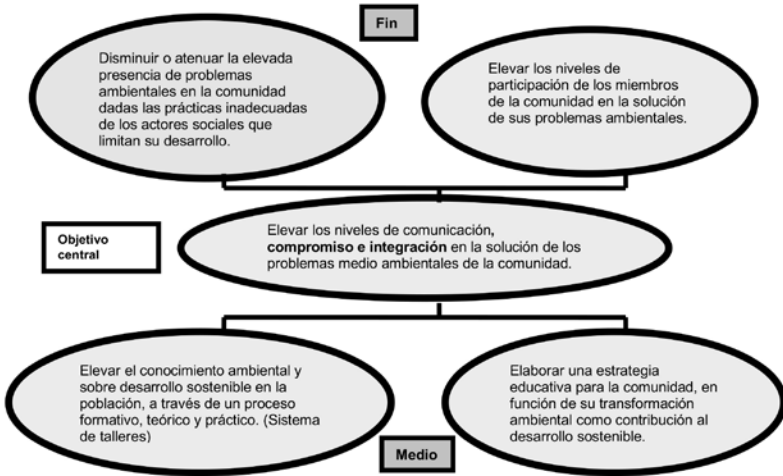 Fin
Disminuir o atenuar la elevada
presencia de problemas
ambientales en la comunidad
dadas las prácticas inadecuadas
de los actores sociales que
limitan su desarrollo.
Elevar los niveles de
participación de los miembros
de la comunidad en la solución
de sus problemas ambientales.
Objetivo
central
Elevar los niveles de comunicación,
compromiso e integración en la solución de los
problemas medio ambientales de la comunidad.
Elevar el conocimiento ambiental y
sobre desarrollo sostenible en la
población, a través de un proceso
formativo, teórico y práctico. (Sistema
de talleres)
Elaborar una estrategia
educativa para la comunidad, en
función de su transformación
ambiental como contribución al
desarrollo sostenible.
Medio